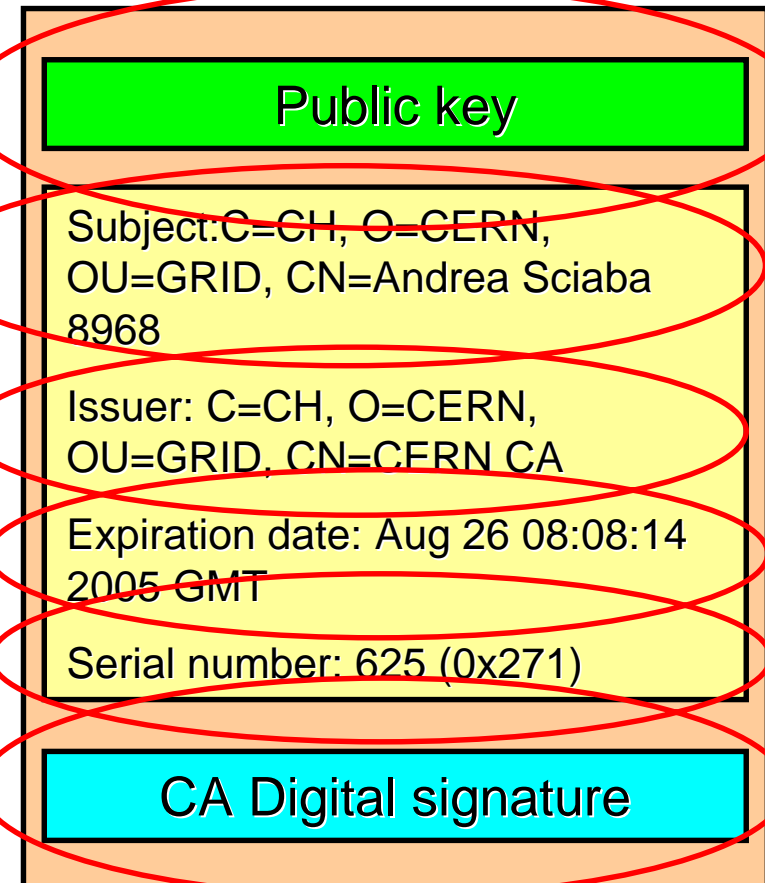 Public key
Subject:C=CH, O=CERN,
OU=GRID, CN=Andrea Sciaba
8968
Issuer: C=CH, O=CERN,
OU=GRID, CN=CERN CA
Expiration date: Aug 26 08:08:14
2005 GMT
Serial number: 625 (0x271)
CA Digital signature